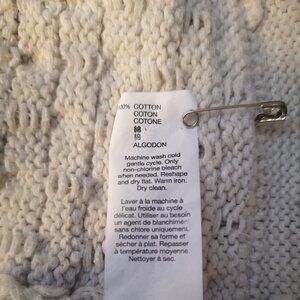 100% COTTON
COTON
COTONE
綿
棉
ALGODON
Machine wash cold
gentle cycle. Only
non-chlorine bleach
when needed. Reshape
and dry flat. Warm iron.
Dry clean.
Laver à la machine à
l'eau froide au cycle
délicat. Utiliser au besoin
un agent de blanchiment
sans chlore uniquement.
Redonner sa forme et
sécher à plat. Repasser
à température moyenne.
Nettoyer à sec.